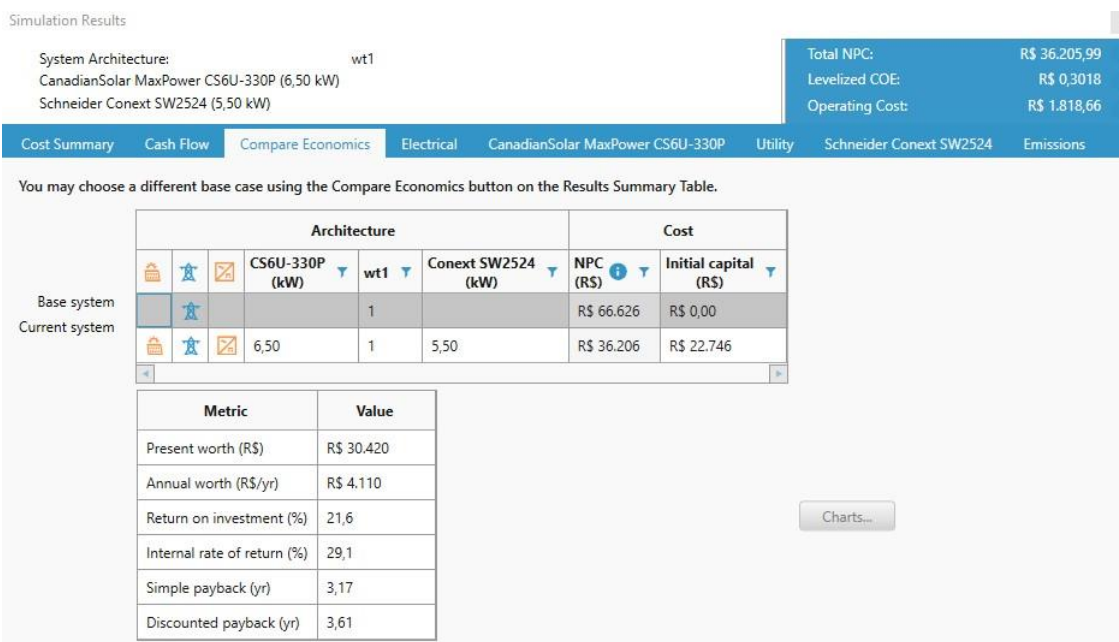 Simulation Results
System Architecture: wt1
CanadianSolar MaxPower CS6U-330P (6,50 kW)
Schneider Conext SW2524 (5,50 kW)
Total NPC: R$ 36.205,99
Levelized COE: R$ 0,3018
Operating Cost: R$ 1.818,66
Cost Summary Cash Flow Compare Economics Electrical CanadianSolar MaxPower CS6U-330P Utility Schneider Conext SW2524 Emissions
You may choose a different base case using the Compare Economics button on the Results Summary Table.
Architecture Cost
CS6U-330P (kW) wt1 Conext SW2524 (kW) NPC (R$) Initial capital (R$)
Base system 1 R$ 66.626 R$ 0,00
Current system 6,50 1 5,50 R$ 36.206 R$ 22.746
Metric Value
Present worth (R$) R$ 30.420
Annual worth (R$/yr) R$ 4.110
Return on investment (%) 21,6
Internal rate of return (%) 29,1
Simple payback (yr) 3,17
Discounted payback (yr) 3,61
Charts...